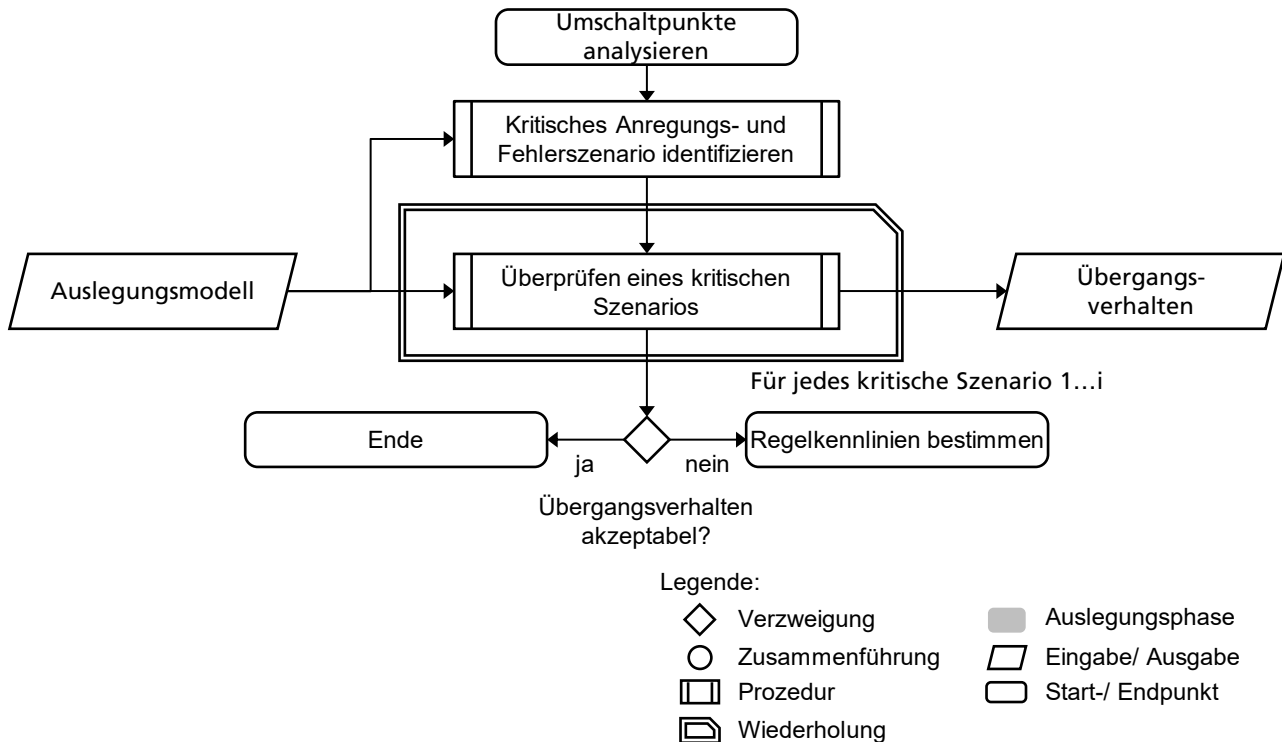 Umschaltpunkte
analysieren
Kritisches Anregungs- und
Fehlerszenario identifizieren
Auslegungsmodell
Überprüfen eines kritischen
Szenarios
Übergangs-
verhalten
Für jedes kritische Szenario 1…i
Ende
ja
nein
Regelkennlinien bestimmen
Übergangsverhalten
akzeptabel?
Legende:
Verzweigung
Zusammenführung
Prozedur
Wiederholung
Auslegungsphase
Eingabe/ Ausgabe
Start-/ Endpunkt